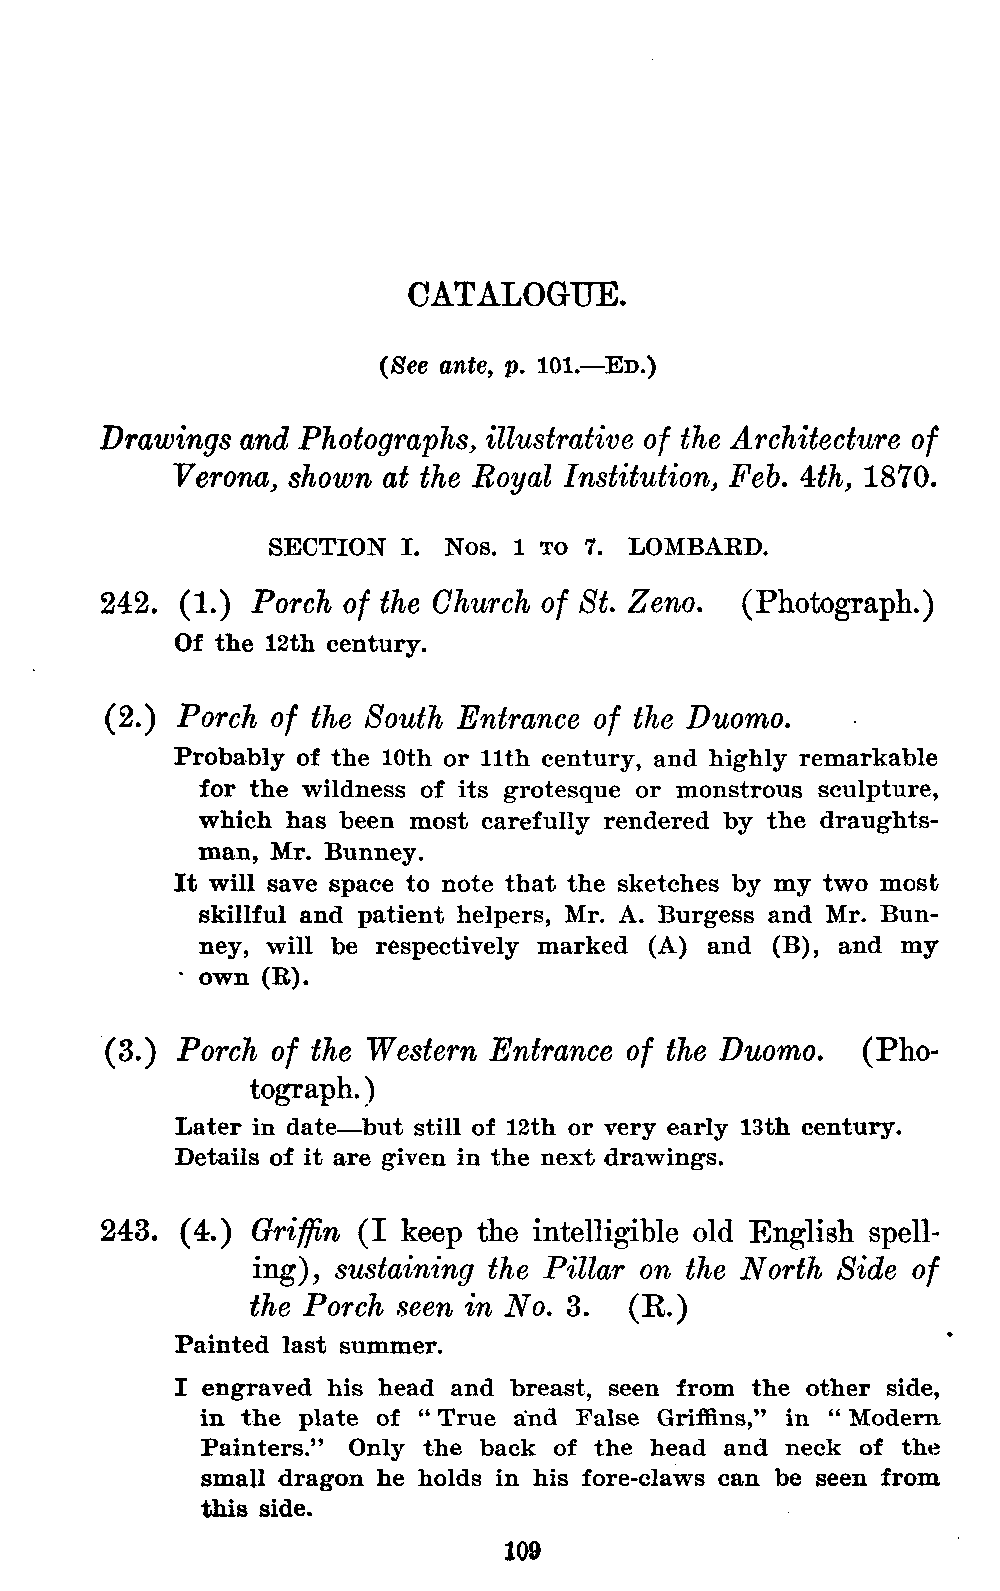 CATALOGUE.
(See ante, p. 101.—ED.)
Drawings and Photographs, illustrative of the Architecture of
Verona, shown at the Royal Institution, Feb. 4th, 1870.
SECTION I. Nos. 1 TO 7. LOMBARD.
242. (1.) Porch of the Church of St. Zeno. (Photograph.)
Of the 12th century.
(2.) Porch of the South Entrance of the Duomo.
Probably of the 10th or 11th century, and highly remarkable
for the wildness of its grotesque or monstrous sculpture,
which has been most carefully rendered by the draughts-
man, Mr. Bunney.
It will save space to note that the sketches by my two most
skillful and patient helpers, Mr. A. Burgess and Mr. Bun-
ney, will be respectively marked (A) and (B), and my
own (R).
(3.) Porch of the Western Entrance of the Duomo. (Pho-
tograph.)
Later in date—but still of 12th or very early 13th century.
Details of it are given in the next drawings.
243. (4.) Griffin (I keep the intelligible old English spell-
ing), sustaining the Pillar on the North Side of
the Porch seen in No. 3. (R.)
Painted last summer.
I engraved his head and breast, seen from the other side,
in the plate of “True and False Griffins,” in “Modern
Painters.” Only the back of the head and neck of the
small dragon he holds in his fore-claws can be seen from
this side.
109